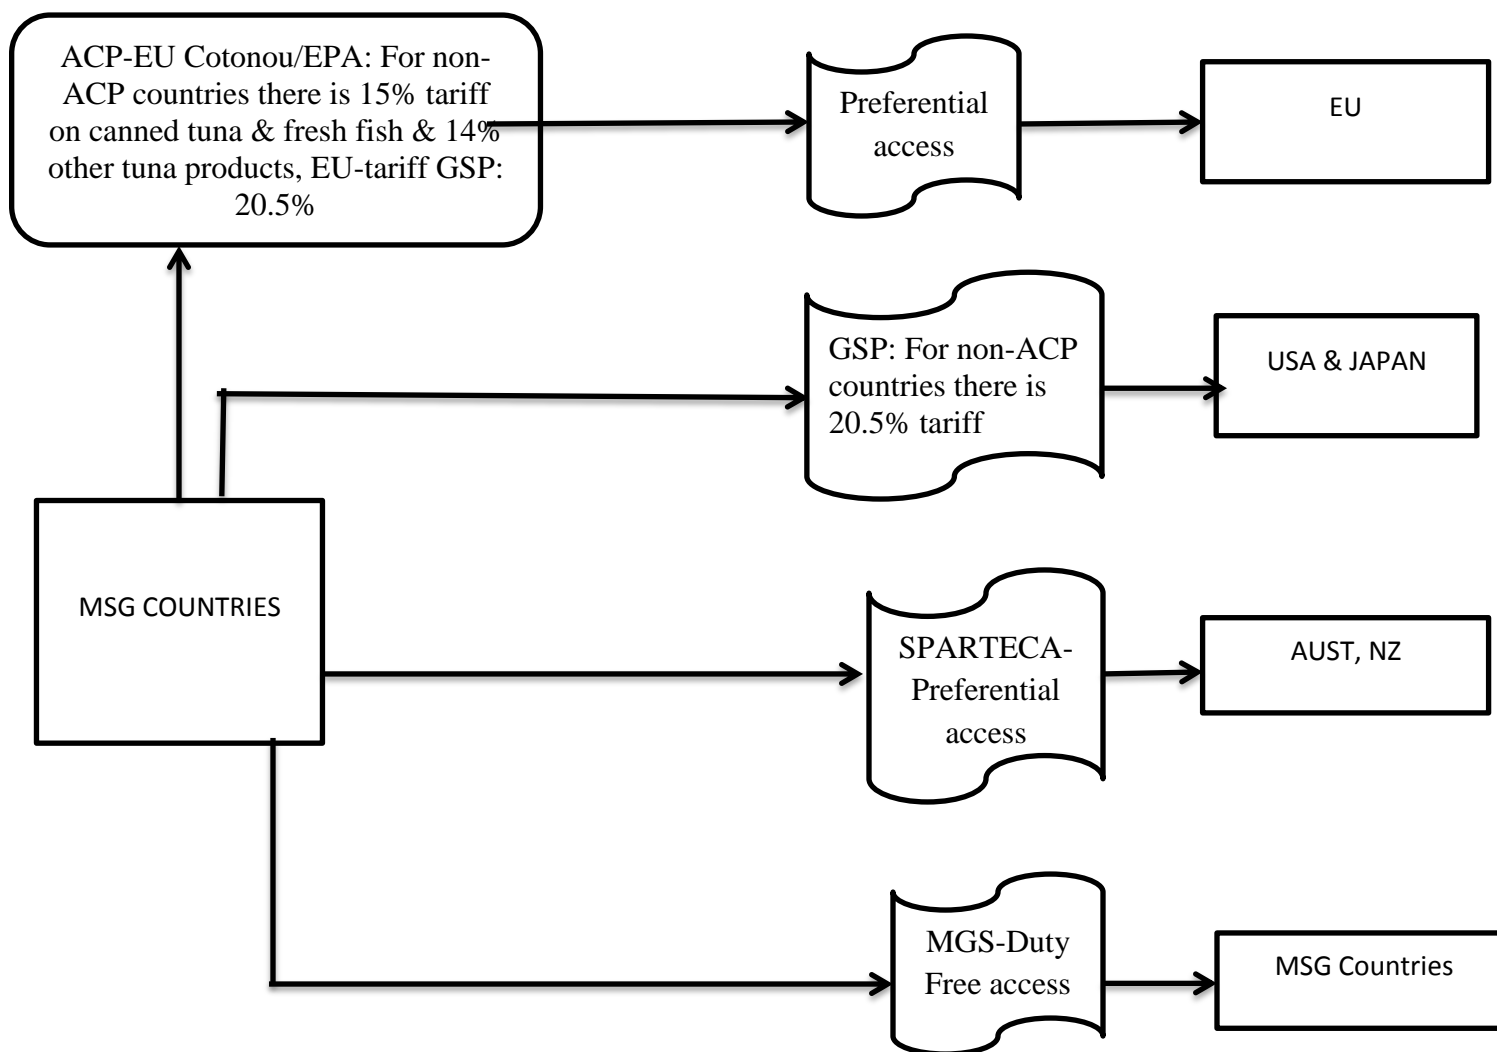 ACP-EU Cotonou/EPA: For non-
ACP countries there is 15% tariff
on canned tuna & fresh fish & 14%
other tuna products, EU-tariff GSP:
20.5%
Preferential
access
EU
GSP: For non-ACP
countries there is
20.5% tariff
USA & JAPAN
MSG COUNTRIES
SPARTECA-
Preferential
access
AUST, NZ
MGS-Duty
Free access
MSG Countries